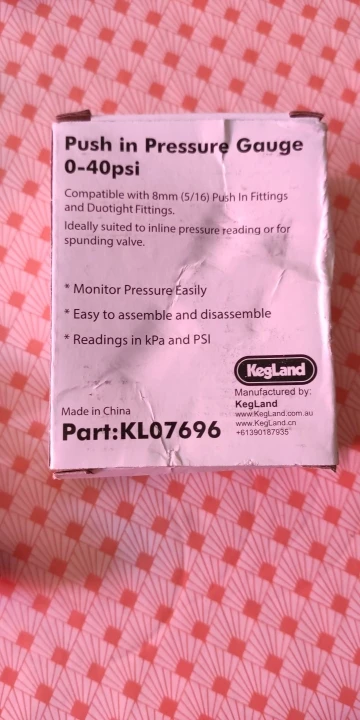 Push in Pressure Gauge
0-40psi
Compatible with 8mm (5/16) Push In Fittings
and Duotight Fittings.
Ideally suited to inline pressure reading or for
spunding valve.
* Monitor Pressure Easily
* Easy to assemble and disassemble
* Readings in kPa and PSI
KegLand
Manufactured by:
KegLand
www.KegLand.com.au
www.KegLand.cn
+61390187935
Made in China
Part:KL07696